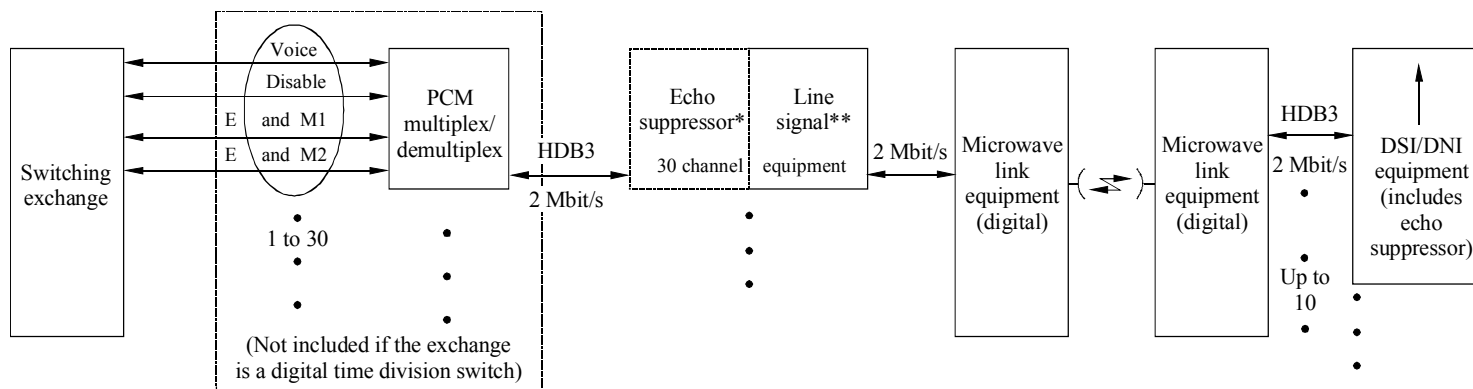 Switching
exchange
Voice
Disable
E and M1
E and M2
1 to 30
PCM
multiplex/
demultiplex
(Not included if the exchange
is a digital time division switch)
HDB3
2 Mbit/s
Echo
suppressor*
30 channel
Line
signal**
equipment
2 Mbit/s
Microwave
link
equipment
(digital)
Microwave
link
equipment
(digital)
HDB3
2 Mbit/s
Up to
10
DSI/DNI
equipment
(includes
echo
suppressor)